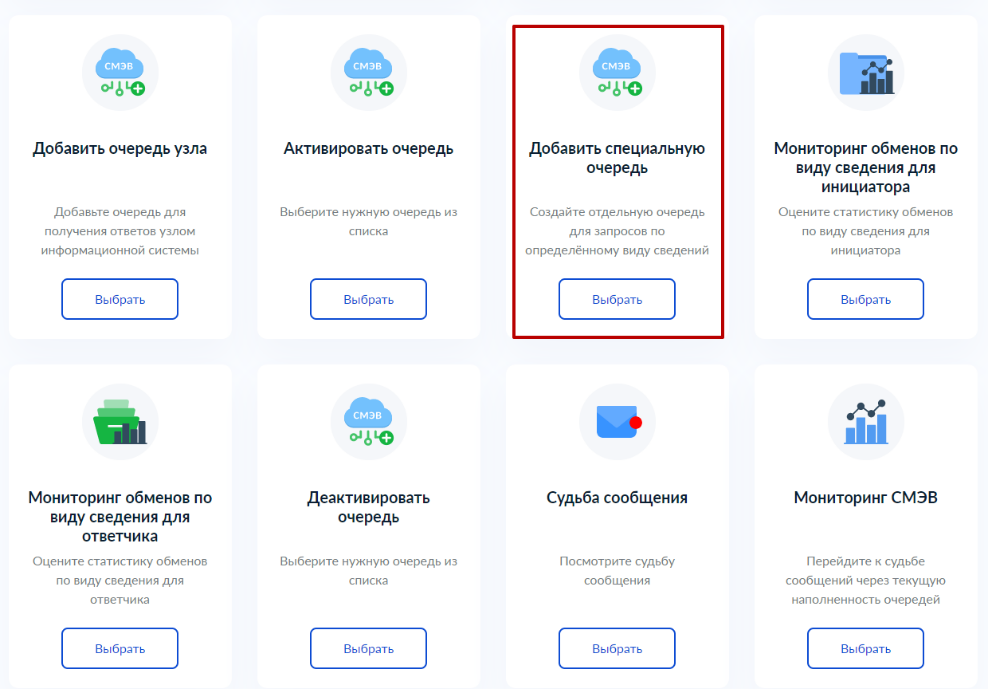 СМЭВ
Добавить очередь узла
Добавьте очередь для
получения ответов узлом
информационной системы
Выбрать
СМЭВ
Активировать очередь
Выберите нужную очередь из
списка
Выбрать
СМЭВ
Добавить специальную
очередь
Создайте отдельную очередь
для запросов по
определённому виду сведений
Выбрать
Мониторинг обменов по
виду сведения для
инициатора
Оцените статистику обменов
по виду сведения для
инициатора
Выбрать
Мониторинг обменов по
виду сведения для
ответчика
Оцените статистику обменов
по виду сведения для
ответчика
Выбрать
СМЭВ
Деактивировать
очередь
Выберите нужную очередь из
списка
Выбрать
Судьба сообщения
Посмотрите судьбу
сообщения
Выбрать
Мониторинг СМЭВ
Перейдите к судьбе
сообщений через текущую
наполненность очередей
Выбрать